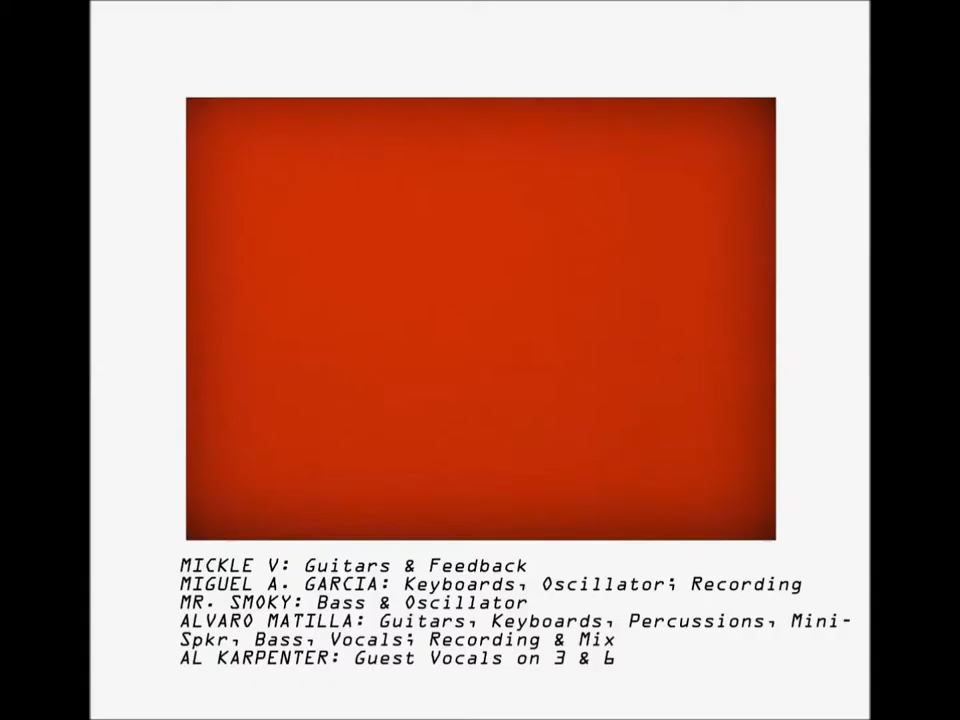 MICKLE V: Guitars & Feedback
MIGUEL A. GARCIA: Keyboards, Oscillator; Recording
MR. SMOKY: Bass & Oscillator
ALVARO MATILLA: Guitars, Keyboards, Percussions, Mini-
Spkr, Bass, Vocals; Recording & Mix
AL KARPENTER: Guest Vocals on 3 & 6